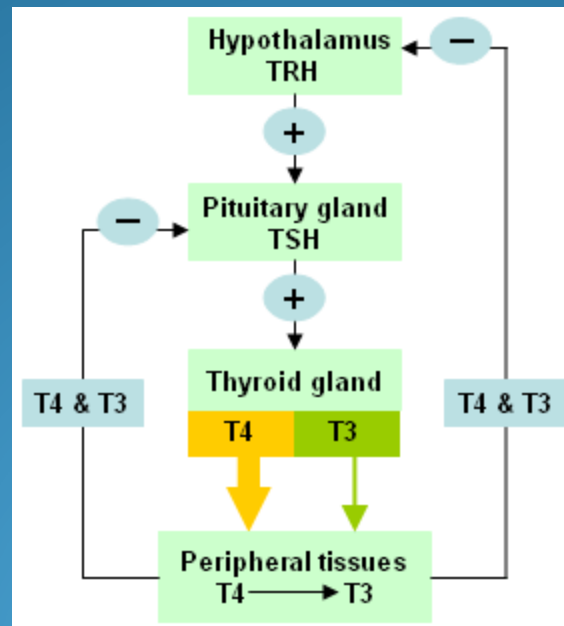 Hypothalamus
TRH
−
+
Pituitary gland
TSH
−
+
Thyroid gland
T4 & T3
T4 T3
T4 & T3
Peripheral tissues
T4 → T3